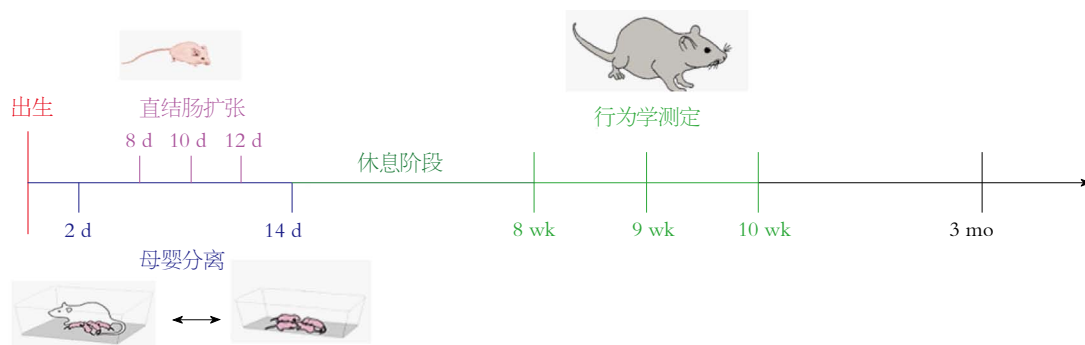 出生
直结肠扩张
8 d 10 d 12 d
行为学测定
休息阶段
2 d 14 d 8 wk 9 wk 10 wk 3 mo
母婴分离